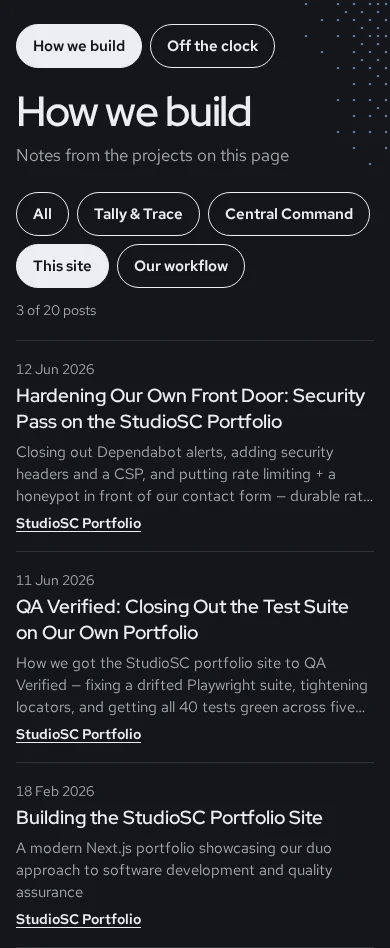 How we build
Off the clock
How we build
Notes from the projects on this page
All
Tally & Trace
Central Command
This site
Our workflow
3 of 20 posts
12 Jun 2026
Hardening Our Own Front Door: Security
Pass on the StudioSC Portfolio
Closing out Dependabot alerts, adding security
headers and a CSP, and putting rate limiting + a
honeypot in front of our contact form — durable rat…
StudioSC Portfolio
11 Jun 2026
QA Verified: Closing Out the Test Suite
on Our Own Portfolio
How we got the StudioSC portfolio site to QA
Verified — fixing a drifted Playwright suite, tightening
locators, and getting all 40 tests green across five…
StudioSC Portfolio
18 Feb 2026
Building the StudioSC Portfolio Site
A modern Next.js portfolio showcasing our duo
approach to software development and quality
assurance
StudioSC Portfolio